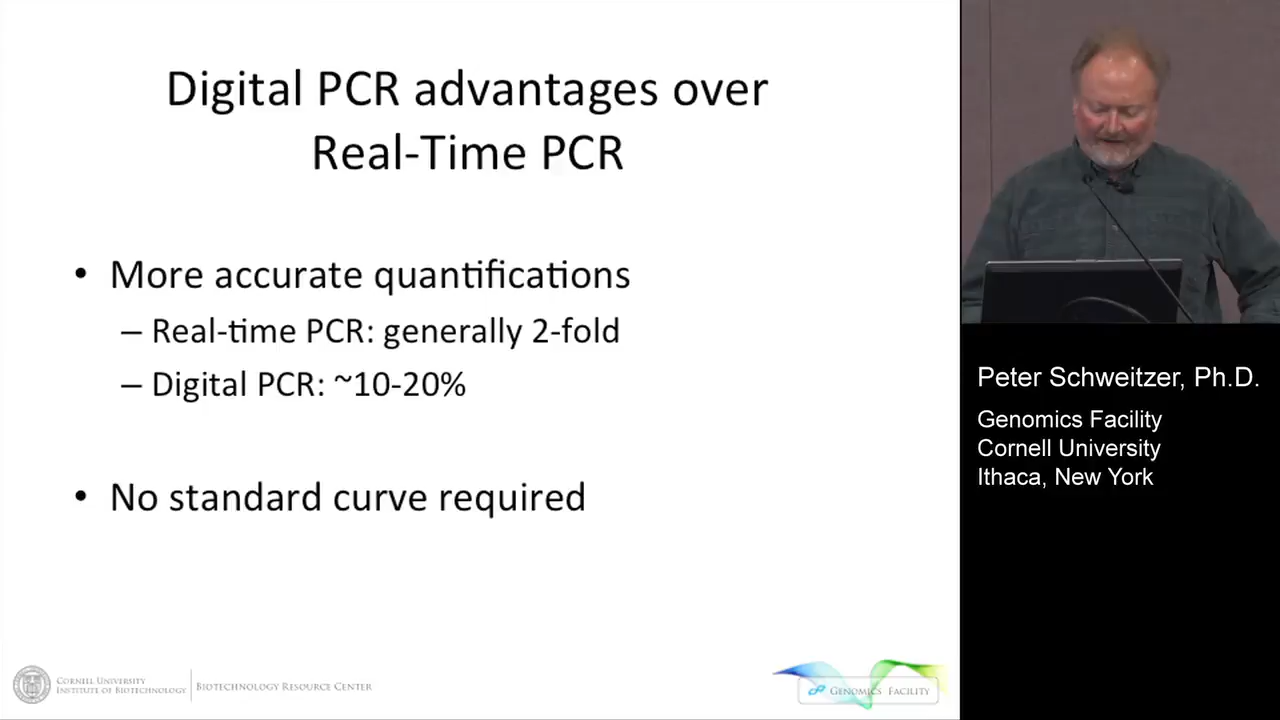 Digital PCR advantages over
Real-Time PCR
• More accurate quantifications
– Real-time PCR: generally 2-fold
– Digital PCR: ~10-20%
• No standard curve required
Peter Schweitzer, Ph.D.
Genomics Facility
Cornell University
Ithaca, New York
CORNELL UNIVERSITY
INSTITUTE OF BIOTECHNOLOGY
BIOTECHNOLOGY RESOURCE CENTER
GENOMICS FACILITY